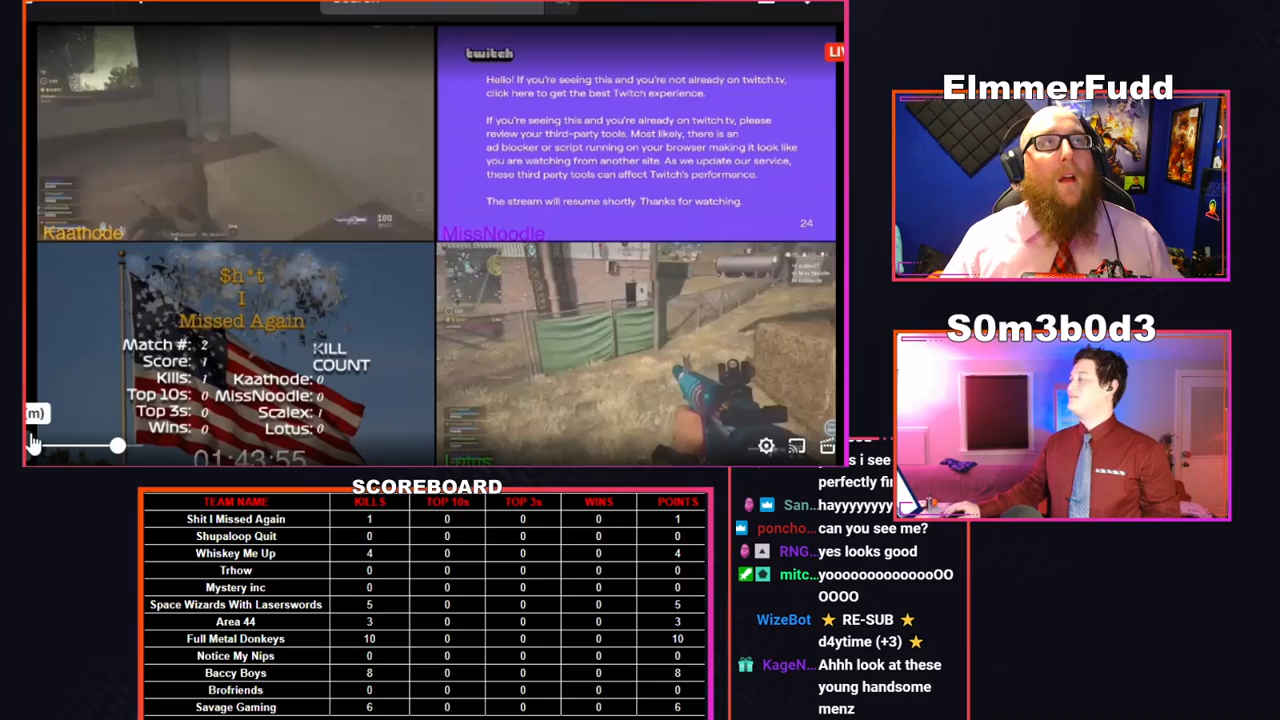 ElmmerFudd
twitch
LIV
Hello! If you're seeing this and you're not already on twitch.tv,
click here to get the best Twitch experience.
If you're seeing this and you're already on twitch.tv, please
review your third-party tools. Most likely, there is an
ad blocker or script running on your browser making it look like
you are watching from another site. As we update our service,
these third party tools can affect Twitch's performance.
The stream will resume shortly. Thanks for watching.
24
100
Kaathode
MissNoodle
$h*t
I
Missed Again
Match #: 2
Score: 1
Kills: 1
Top 10s: 0
Top 3s: 0
Wins: 0
KILL
COUNT
Kaathode: 0
MissNoodle: 0
Scalex: 1
Lotus: 0
01:43:55
m)
Lotus
S0m3b0d3
SCOREBOARD
TEAM NAME KILLS TOP 10s TOP 3s WINS POINTS
Shit I Missed Again 1 0 0 0 1
Shupaloop Quit 0 0 0 0 0
Whiskey Me Up 4 0 0 0 4
Trhow 0 0 0 0 0
Mystery inc 0 0 0 0 0
Space Wizards With Laserswords 5 0 0 0 5
Area 44 3 0 0 0 3
Full Metal Donkeys 10 0 0 0 10
Notice My Nips 0 0 0 0 0
Baccy Boys 8 0 0 0 8
Brofriends 0 0 0 0 0
Savage Gaming 6 0 0 0 6
s i see
perfectly fin
San... hayyyyyyy
poncho... can you see me?
RNG... yes looks good
mitc... yoooooooooooooOO
OOOO
WizeBot ⭐ RE-SUB ⭐
d4ytime (+3) ⭐
KageN... Ahhh look at these
young handsome
menz